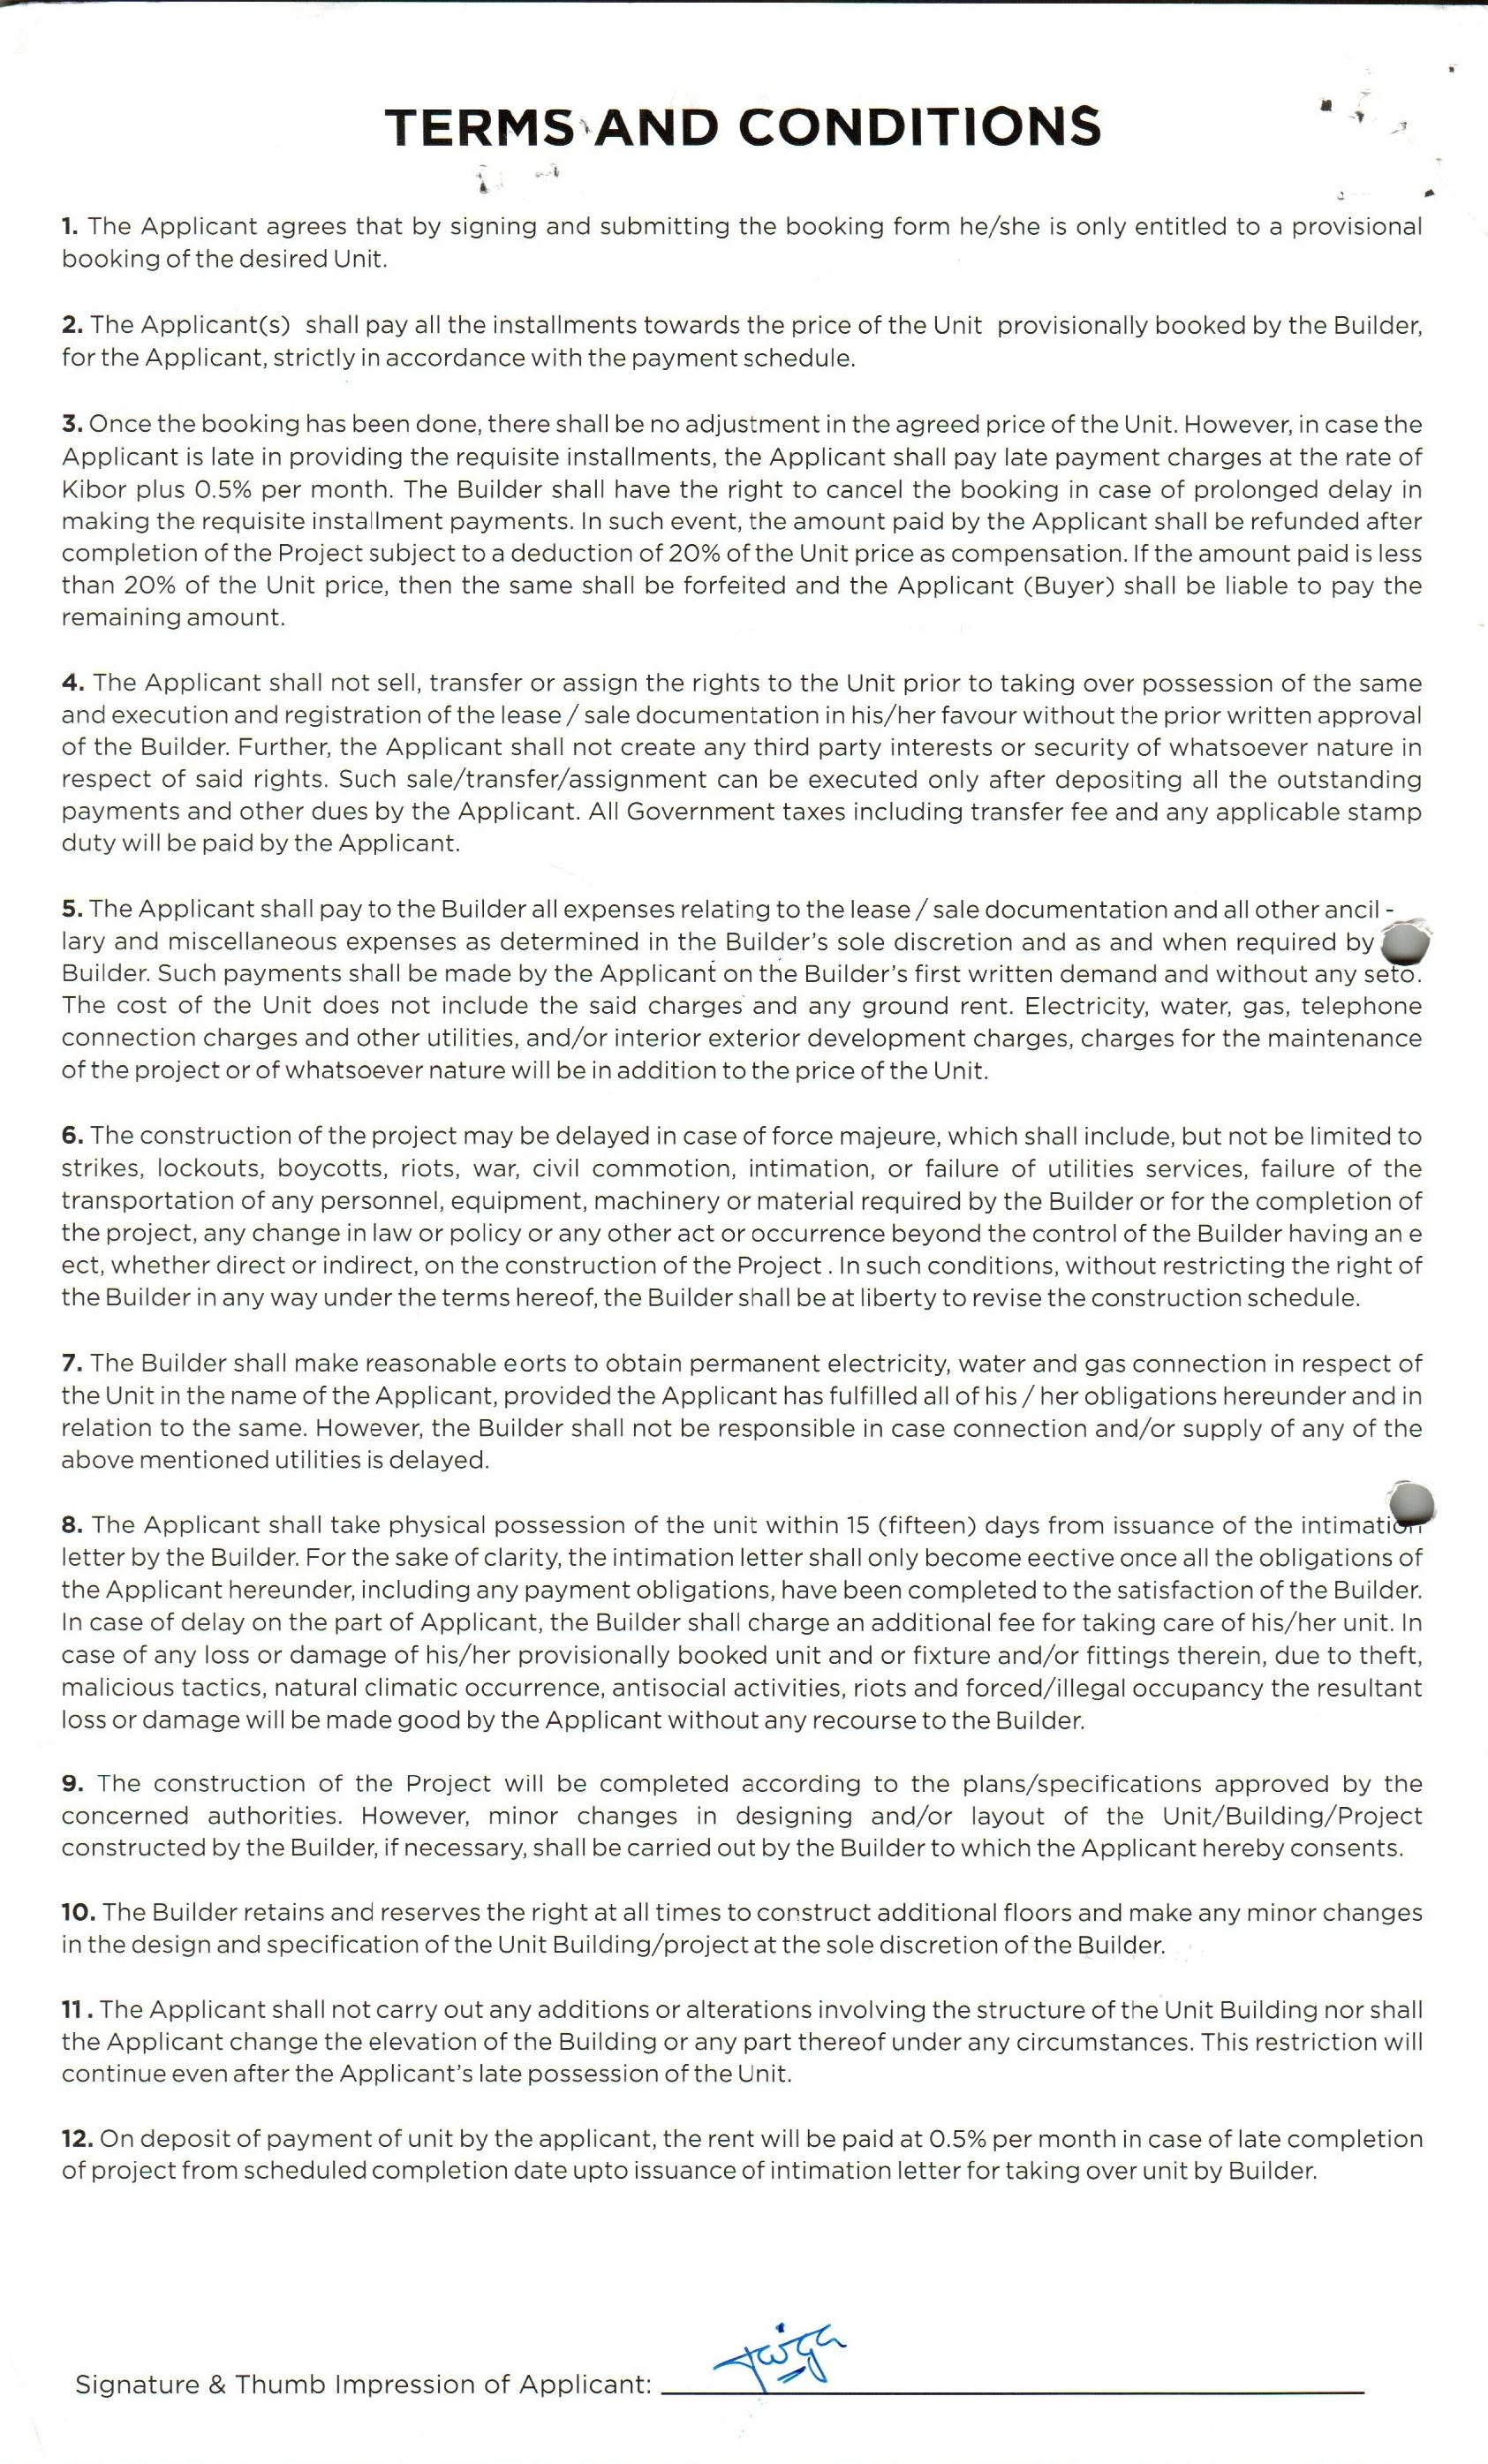 TERMS AND CONDITIONS
1. The Applicant agrees that by signing and submitting the booking form he/she is only entitled to a provisional
booking of the desired Unit.
2. The Applicant(s) shall pay all the installments towards the price of the Unit provisionally booked by the Builder,
for the Applicant, strictly in accordance with the payment schedule.
3. Once the booking has been done, there shall be no adjustment in the agreed price of the Unit. However, in case the
Applicant is late in providing the requisite installments, the Applicant shall pay late payment charges at the rate of
Kibor plus 0.5% per month. The Builder shall have the right to cancel the booking in case of prolonged delay in
making the requisite installment payments. In such event, the amount paid by the Applicant shall be refunded after
completion of the Project subject to a deduction of 20% of the Unit price as compensation. If the amount paid is less
than 20% of the Unit price, then the same shall be forfeited and the Applicant (Buyer) shall be liable to pay the
remaining amount.
4. The Applicant shall not sell, transfer or assign the rights to the Unit prior to taking over possession of the same
and execution and registration of the lease / sale documentation in his/her favour without the prior written approval
of the Builder. Further, the Applicant shall not create any third party interests or security of whatsoever nature in
respect of said rights. Such sale/transfer/assignment can be executed only after depositing all the outstanding
payments and other dues by the Applicant. All Government taxes including transfer fee and any applicable stamp
duty will be paid by the Applicant.
5. The Applicant shall pay to the Builder all expenses relating to the lease / sale documentation and all other ancil -
lary and miscellaneous expenses as determined in the Builder's sole discretion and as and when required by
Builder. Such payments shall be made by the Applicant on the Builder's first written demand and without any seto.
The cost of the Unit does not include the said charges and any ground rent. Electricity, water, gas, telephone
connection charges and other utilities, and/or interior exterior development charges, charges for the maintenance
of the project or of whatsoever nature will be in addition to the price of the Unit.
6. The construction of the project may be delayed in case of force majeure, which shall include, but not be limited to
strikes, lockouts, boycotts, riots, war, civil commotion, intimation, or failure of utilities services, failure of the
transportation of any personnel, equipment, machinery or material required by the Builder or for the completion of
the project, any change in law or policy or any other act or occurrence beyond the control of the Builder having an e
ect, whether direct or indirect, on the construction of the Project . In such conditions, without restricting the right of
the Builder in any way under the terms hereof, the Builder shall be at liberty to revise the construction schedule.
7. The Builder shall make reasonable eorts to obtain permanent electricity, water and gas connection in respect of
the Unit in the name of the Applicant, provided the Applicant has fulfilled all of his / her obligations hereunder and in
relation to the same. However, the Builder shall not be responsible in case connection and/or supply of any of the
above mentioned utilities is delayed.
8. The Applicant shall take physical possession of the unit within 15 (fifteen) days from issuance of the intimation
letter by the Builder. For the sake of clarity, the intimation letter shall only become eective once all the obligations of
the Applicant hereunder, including any payment obligations, have been completed to the satisfaction of the Builder.
In case of delay on the part of Applicant, the Builder shall charge an additional fee for taking care of his/her unit. In
case of any loss or damage of his/her provisionally booked unit and or fixture and/or fittings therein, due to theft,
malicious tactics, natural climatic occurrence, antisocial activities, riots and forced/illegal occupancy the resultant
loss or damage will be made good by the Applicant without any recourse to the Builder.
9. The construction of the Project will be completed according to the plans/specifications approved by the
concerned authorities. However, minor changes in designing and/or layout of the Unit/Building/Project
constructed by the Builder, if necessary, shall be carried out by the Builder to which the Applicant hereby consents.
10. The Builder retains and reserves the right at all times to construct additional floors and make any minor changes
in the design and specification of the Unit Building/project at the sole discretion of the Builder.
11 . The Applicant shall not carry out any additions or alterations involving the structure of the Unit Building nor shall
the Applicant change the elevation of the Building or any part thereof under any circumstances. This restriction will
continue even after the Applicant's late possession of the Unit.
12. On deposit of payment of unit by the applicant, the rent will be paid at 0.5% per month in case of late completion
of project from scheduled completion date upto issuance of intimation letter for taking over unit by Builder.
Signature & Thumb Impression of Applicant: